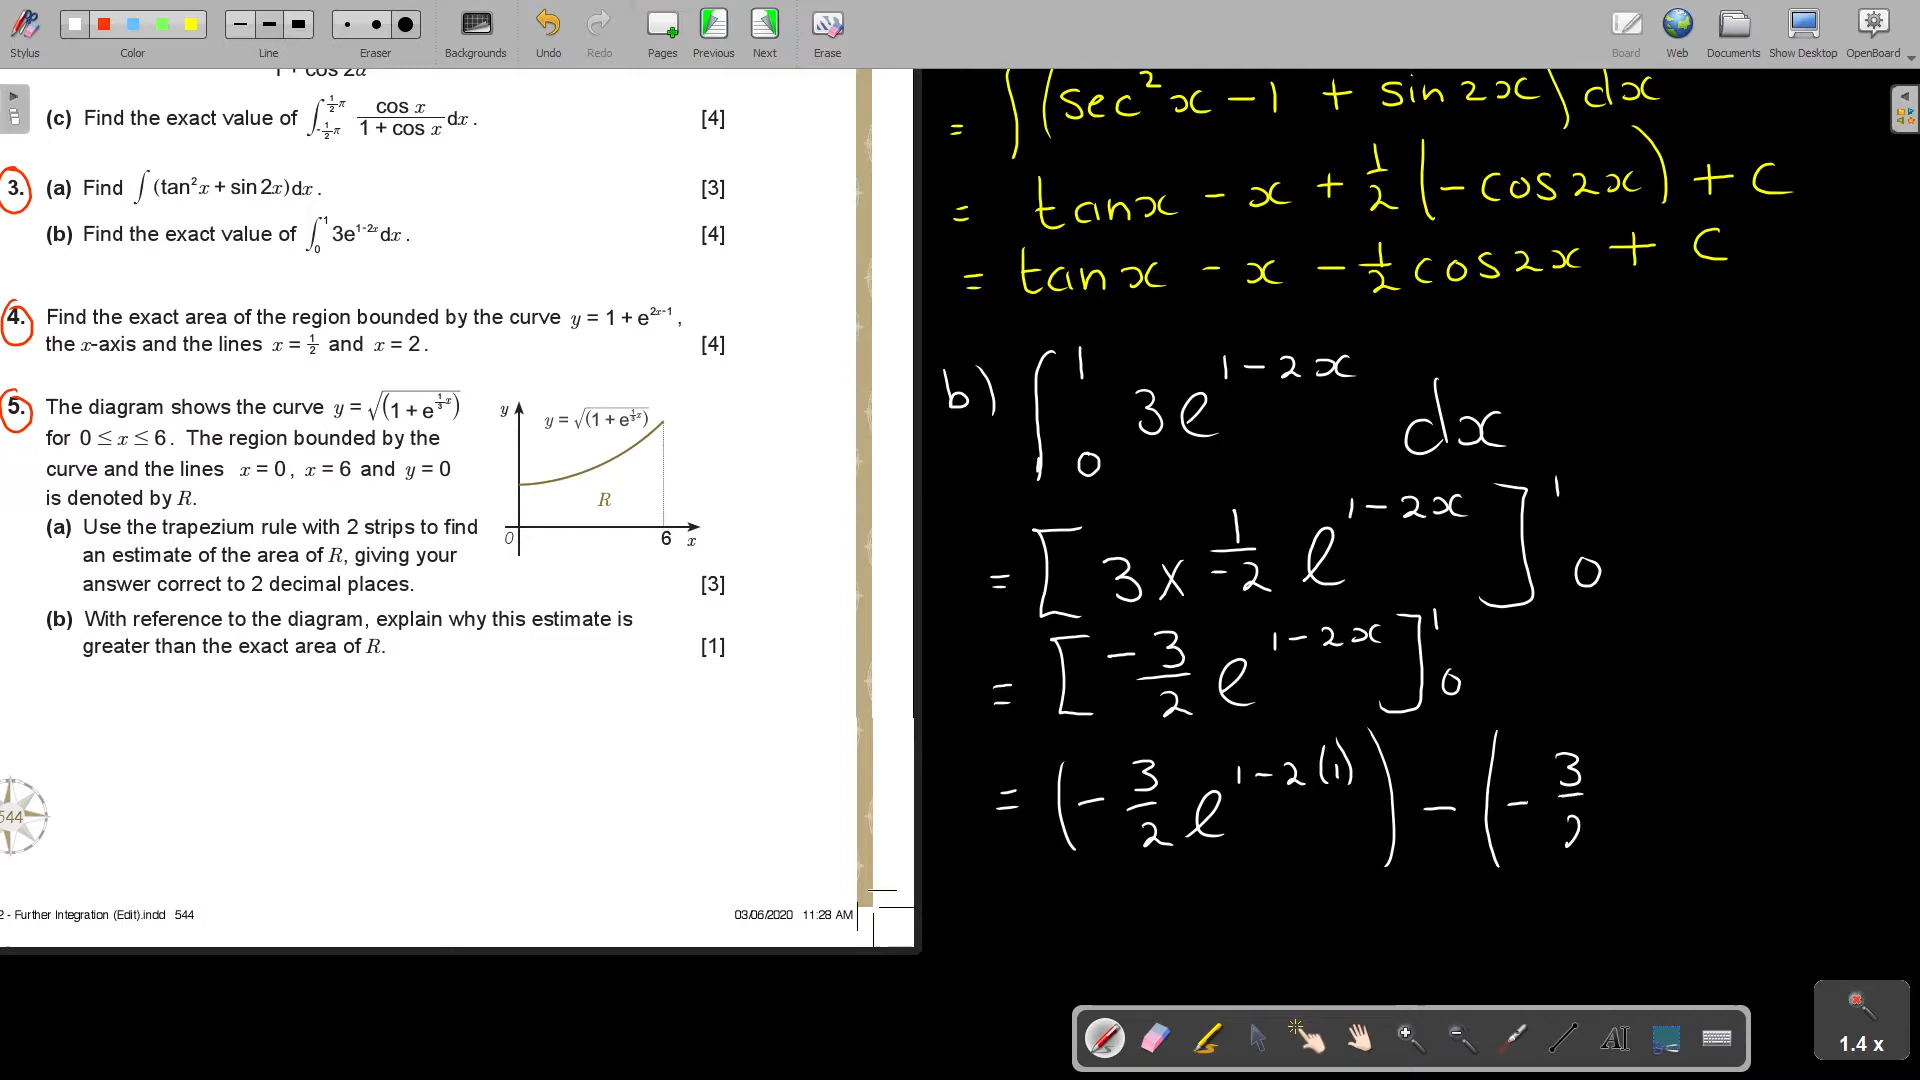 Stylus Color Line Eraser Backgrounds Undo Redo Pages Previous Next Erase Board Web Documents Show Desktop OpenBoard
1 + cos 2a
(c) Find the exact value of ∫_{-½π}^{½π} cos x / (1 + cos x) dx. [4]
3. (a) Find ∫(tan²x + sin 2x)dx. [3]
(b) Find the exact value of ∫_0^1 3e^{1-2x} dx. [4]
4. Find the exact area of the region bounded by the curve y = 1 + e^{2x-1},
the x-axis and the lines x = ½ and x = 2. [4]
5. The diagram shows the curve y = √(1 + e^{⅓x})
for 0 ≤ x ≤ 6. The region bounded by the
curve and the lines x = 0, x = 6 and y = 0
is denoted by R.
(a) Use the trapezium rule with 2 strips to find
an estimate of the area of R, giving your
answer correct to 2 decimal places. [3]
(b) With reference to the diagram, explain why this estimate is
greater than the exact area of R. [1]
y
y = √(1 + e^{⅓x})
R
0 6 x
544
2 - Further Integration (Edit).indd 544 03/06/2020 11:28 AM
= ∫(sec²x - 1 + sin 2x) dx
= tan x - x + ½(- cos 2x) + C
= tan x - x - ½ cos 2x + C
b) ∫_0^1 3e^{1-2x} dx
= [3 × 1/-2 e^{1-2x}]_0^1
= [-3/2 e^{1-2x}]_0^1
= (-3/2 e^{1-2(1)}) - (-3/2
1.4 x